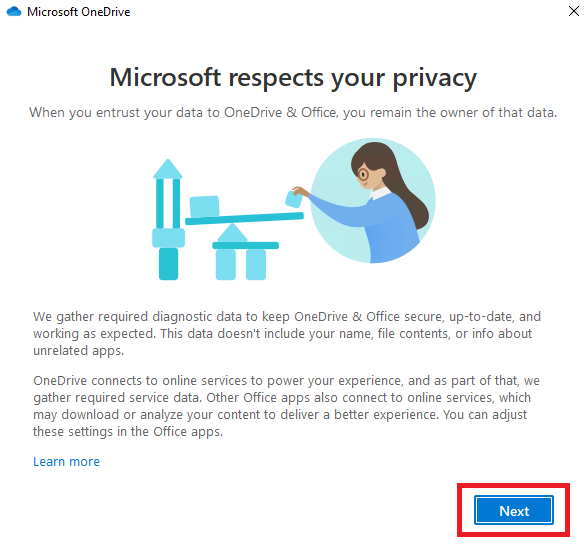 Microsoft OneDrive
Microsoft respects your privacy
When you entrust your data to OneDrive & Office, you remain the owner of that data.
We gather required diagnostic data to keep OneDrive & Office secure, up-to-date, and
working as expected. This data doesn't include your name, file contents, or info about
unrelated apps.
OneDrive connects to online services to power your experience, and as part of that, we
gather required service data. Other Office apps also connect to online services, which
may download or analyze your content to deliver a better experience. You can adjust
these settings in the Office apps.
Learn more
Next